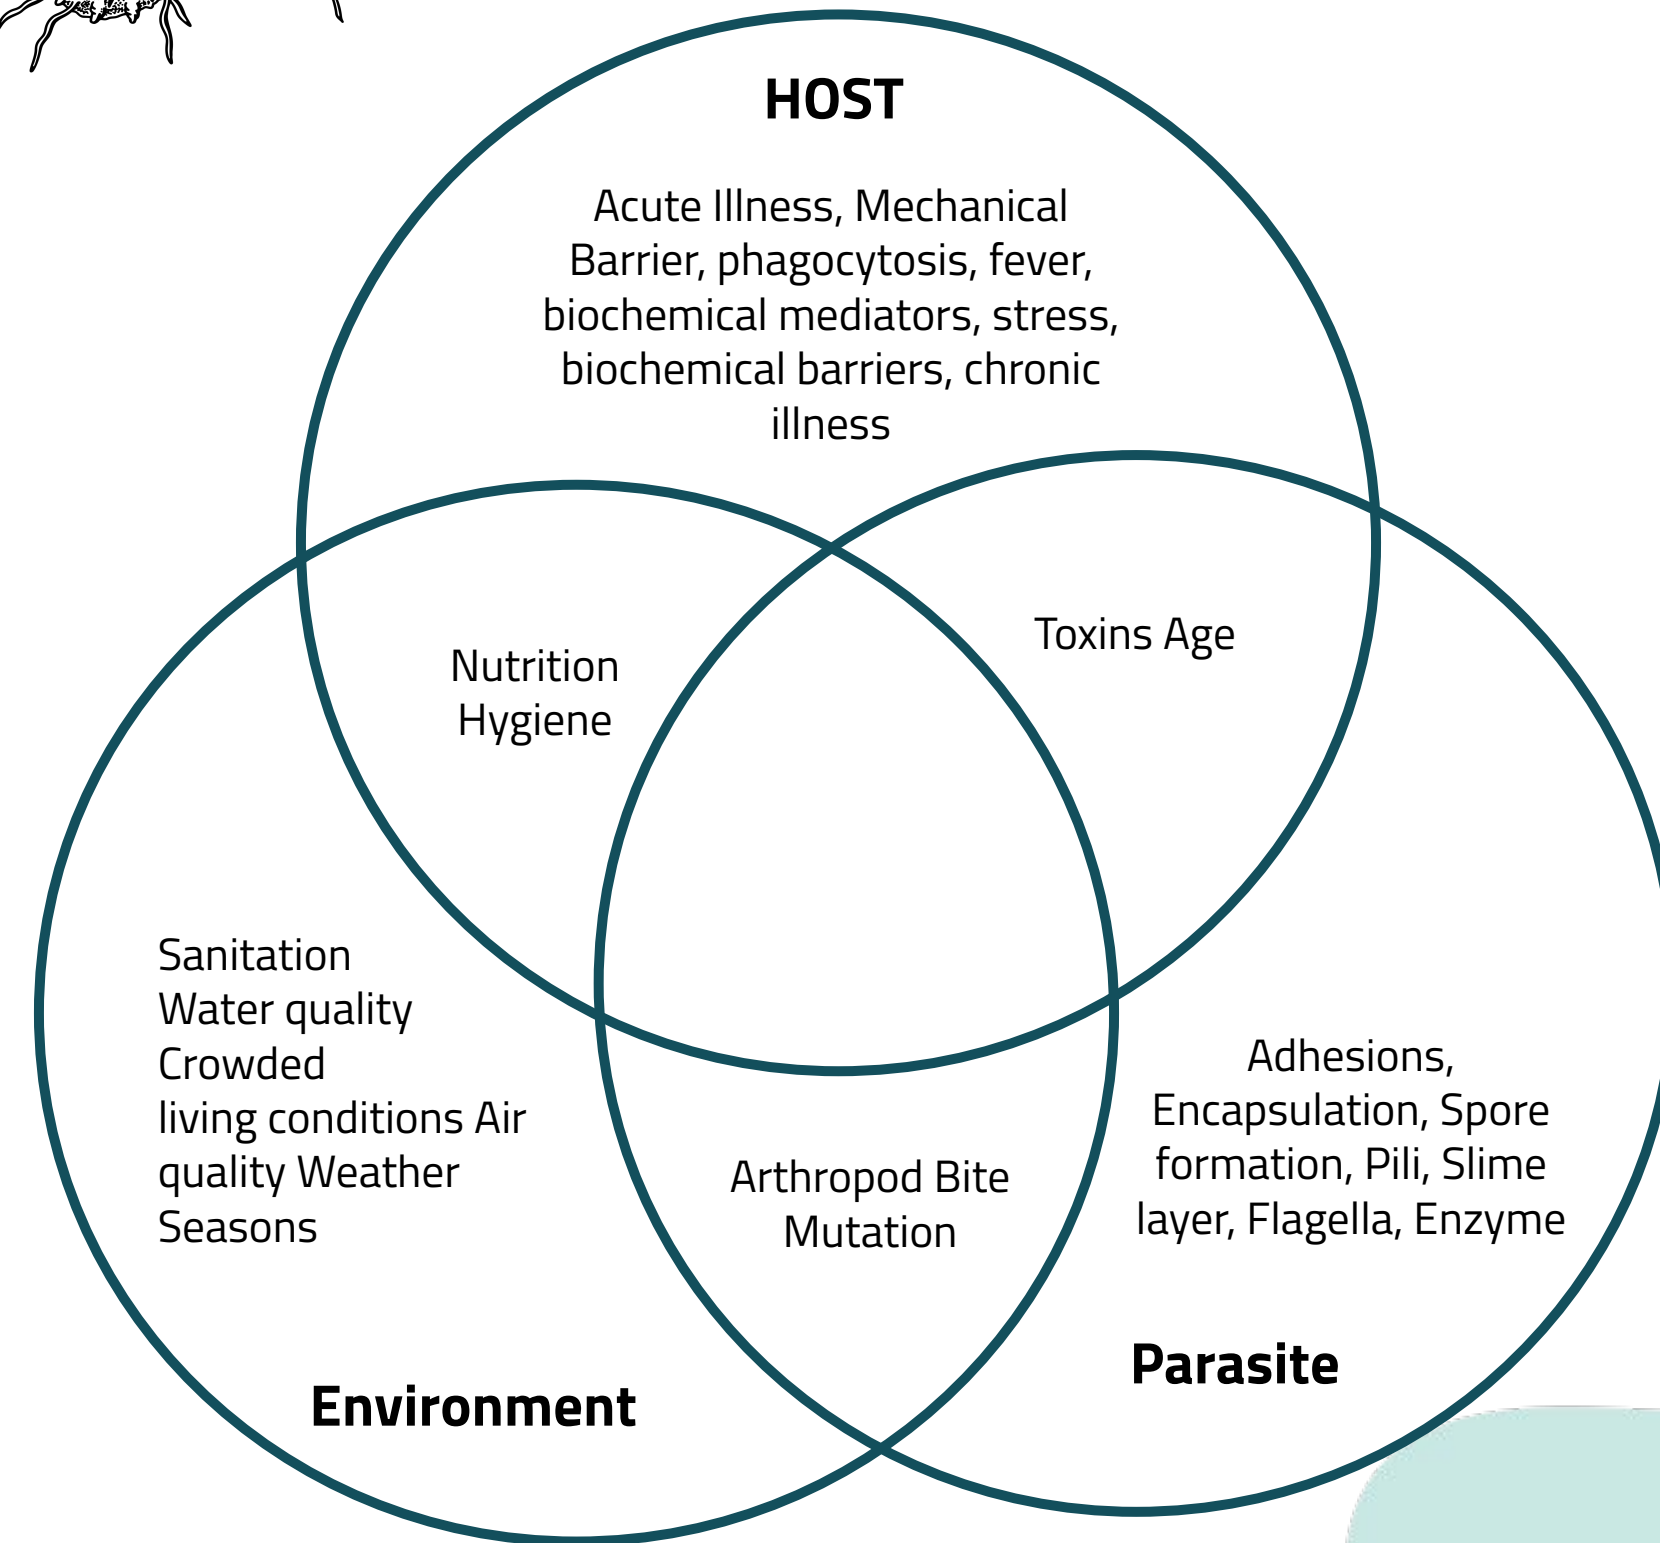 HOST
Acute Illness, Mechanical
Barrier, phagocytosis, fever,
biochemical mediators, stress,
biochemical barriers, chronic
illness
Toxins Age
Nutrition
Hygiene
Sanitation
Water quality
Crowded
living conditions Air
quality Weather
Seasons
Arthropod Bite
Mutation
Adhesions,
Encapsulation, Spore
formation, Pili, Slime
layer, Flagella, Enzyme
Parasite
Environment